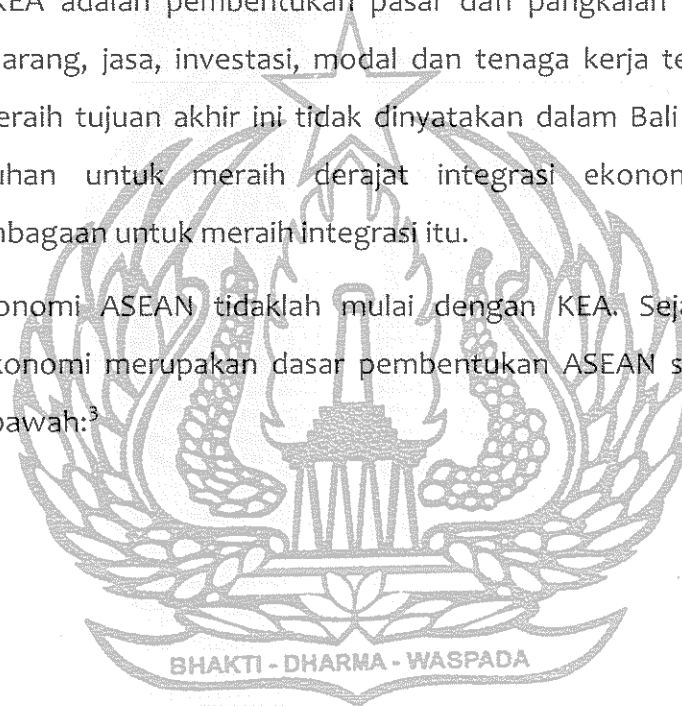 KEA adalah pembentukan pasar dan pangkalan
arang, jasa, investasi, modal dan tenaga kerja te
eraih tujuan akhir ini tidak dinyatakan dalam Bali
uhan untuk meraih derajat integrasi ekonom
nbagaan untuk meraih integrasi itu.
onomi ASEAN tidaklah mulai dengan KEA. Seja
konomi merupakan dasar pembentukan ASEAN s
bawah:³
BHAKTI - DHARMA - WASPADA